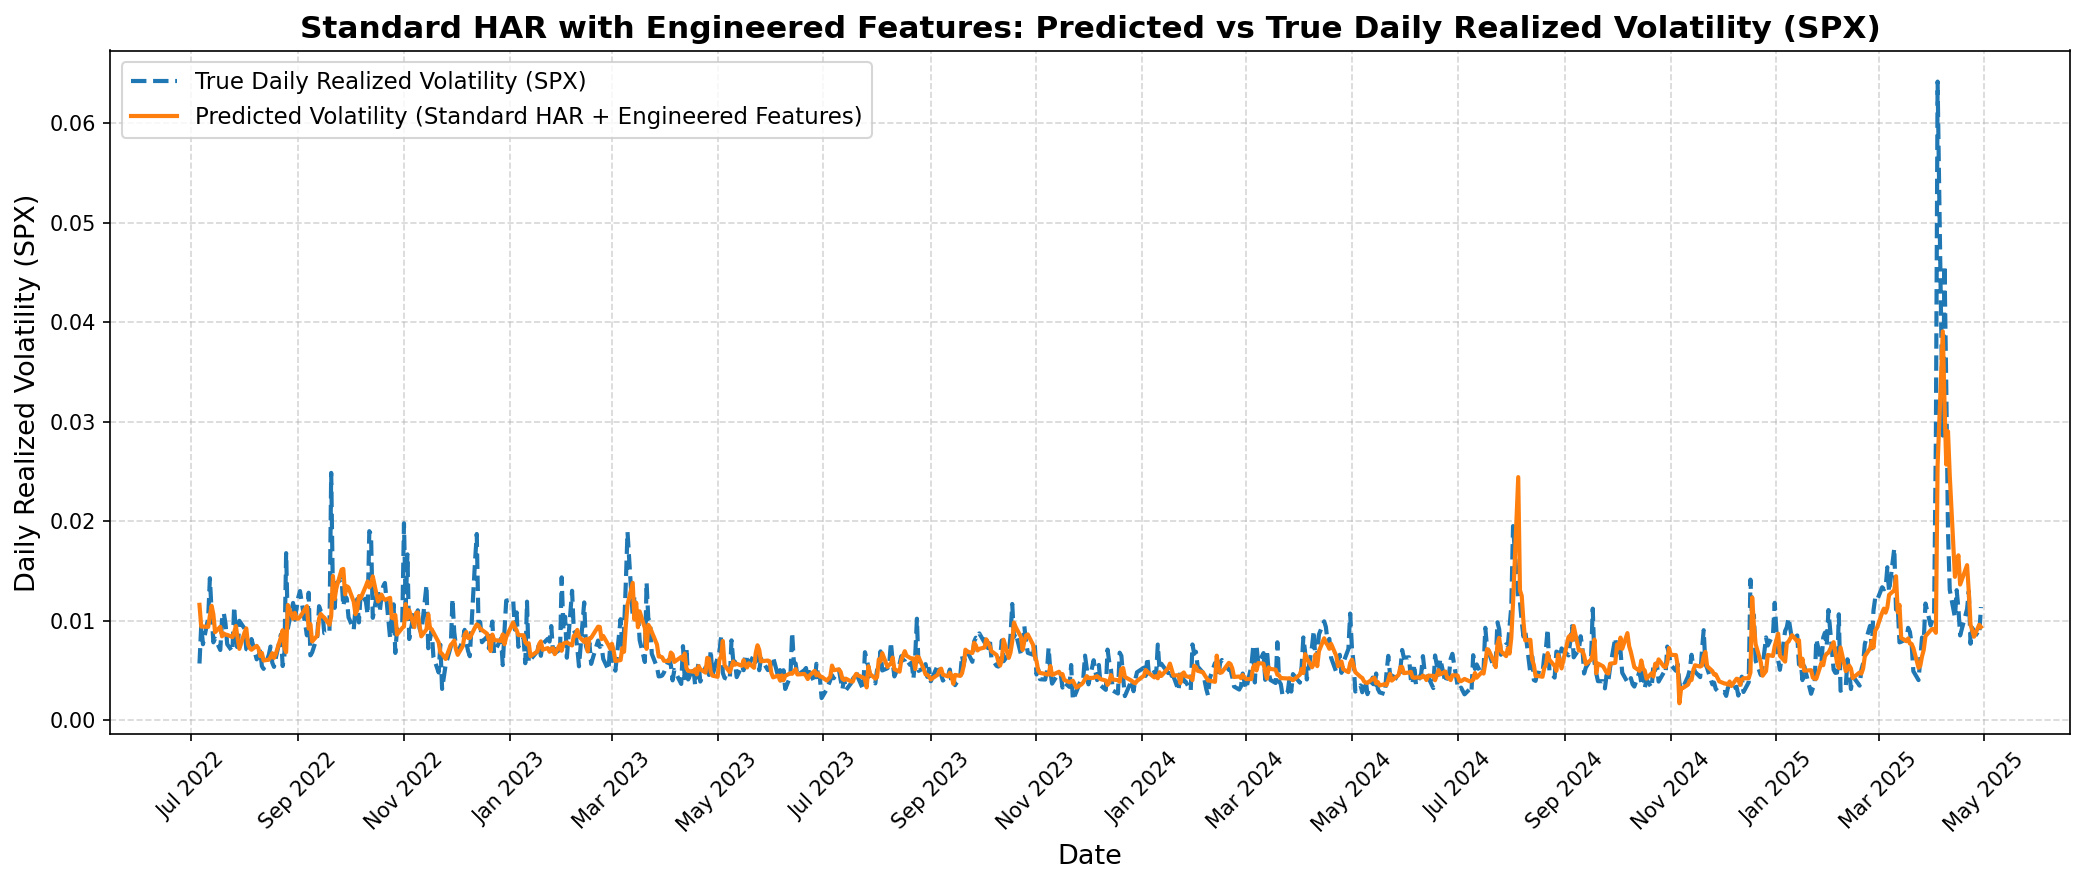 Standard HAR with Engineered Features: Predicted vs True Daily Realized Volatility (SPX)
True Daily Realized Volatility (SPX)
Predicted Volatility (Standard HAR + Engineered Features)
Daily Realized Volatility (SPX)
0.06
0.05
0.04
0.03
0.02
0.01
0.00
Jul 2022
Sep 2022
Nov 2022
Jan 2023
Mar 2023
May 2023
Jul 2023
Sep 2023
Nov 2023
Jan 2024
Mar 2024
May 2024
Jul 2024
Sep 2024
Nov 2024
Jan 2025
Mar 2025
May 2025
Date